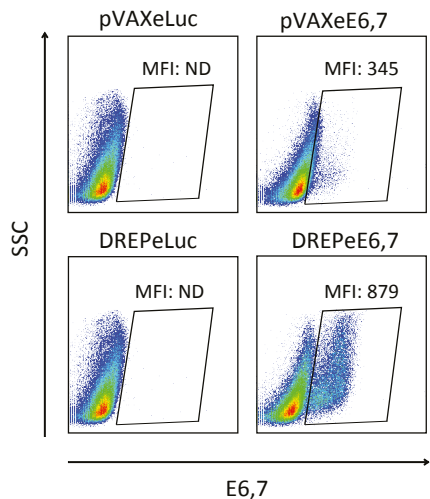 pVAXeLuc
pVAXeE6,7
MFI: ND
MFI: 345
DREPeLuc
DREPeE6,7
MFI: ND
MFI: 879
SSC
E6,7